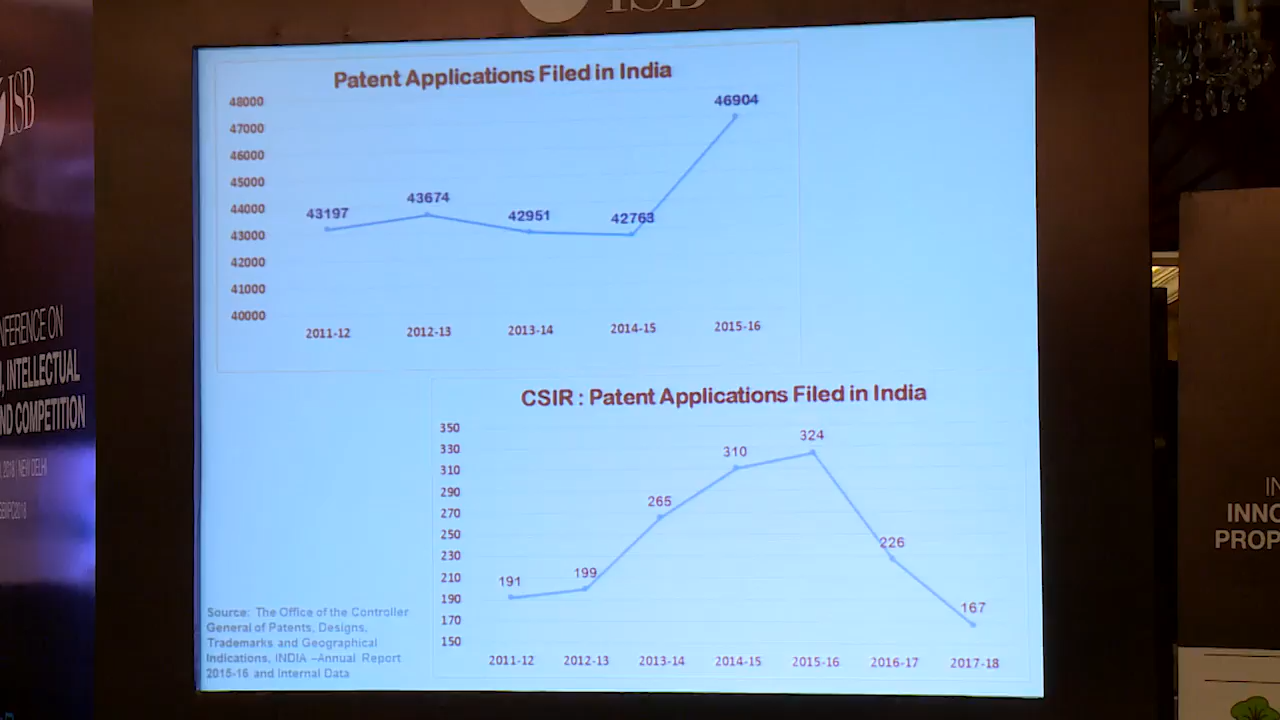 ISB
ISB
NFERENCE ON
, INTELLECTUAL
ND COMPETITION
2018 | NEW DELHI
Patent Applications Filed in India
48000
47000
46000
45000
44000
43000
42000
41000
40000
43197
43674
42951
42763
46904
2011-12
2012-13
2013-14
2014-15
2015-16
CSIR : Patent Applications Filed in India
350
330
310
290
270
250
230
210
190
170
150
191
199
265
310
324
226
167
2011-12
2012-13
2013-14
2014-15
2015-16
2016-17
2017-18
Source: The Office of the Controller
General of Patents, Designs,
Trademarks and Geographical
Indications, INDIA –Annual Report
2015-16 and Internal Data
IN
INNO
PROP